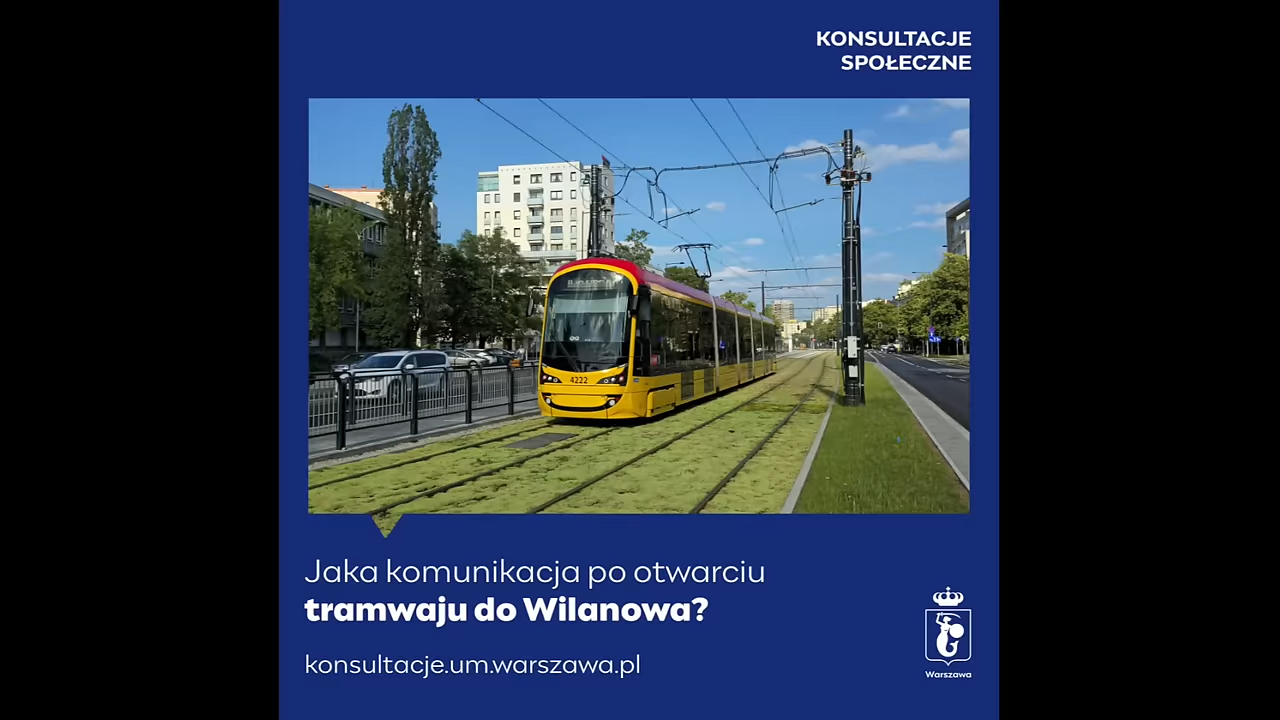 KONSULTACJE
SPOŁECZNE
4222
Jaka komunikacja po otwarciu
tramwaju do Wilanowa?
konsultacje.um.warszawa.pl
Warszawa